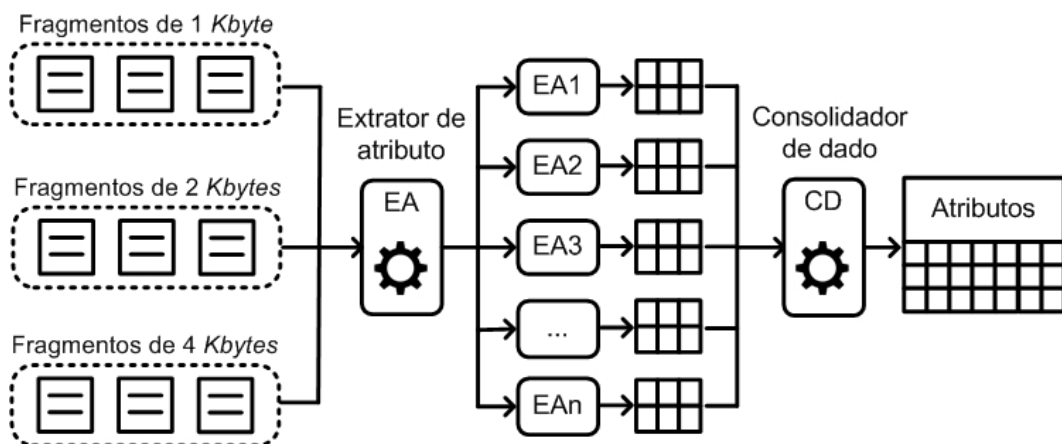 Fragmentos de 1 Kbyte
Fragmentos de 2 Kbytes
Fragmentos de 4 Kbytes
Extrator de
atributo
EA
EA1
EA2
EA3
...
EAn
Consolidador
de dado
CD
Atributos